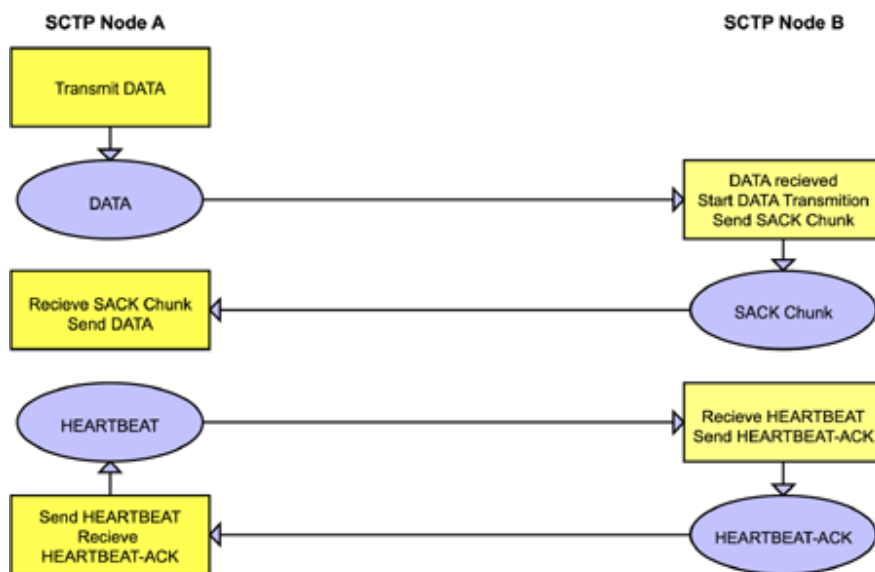 SCTP Node A
SCTP Node B
Transmit DATA
DATA
DATA recieved
Start DATA Transmition
Send SACK Chunk
Recieve SACK Chunk
Send DATA
SACK Chunk
HEARTBEAT
Recieve HEARTBEAT
Send HEARTBEAT-ACK
Send HEARTBEAT
Recieve
HEARTBEAT-ACK
HEARTBEAT-ACK